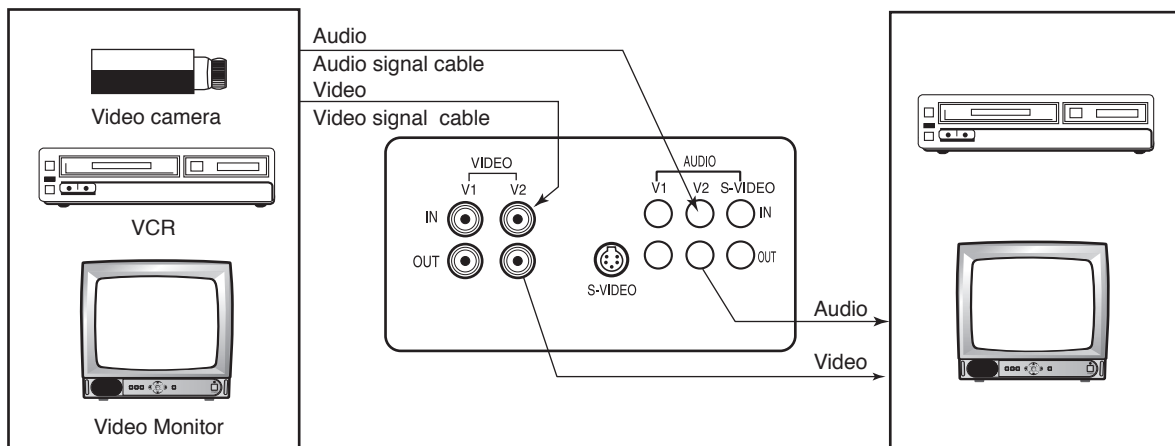 Audio
Audio signal cable
Video
Video signal cable
Video camera
VCR
Video Monitor
VIDEO
V1 V2
IN
OUT
S-VIDEO
AUDIO
V1 V2 S-VIDEO
IN
OUT
Audio
Video